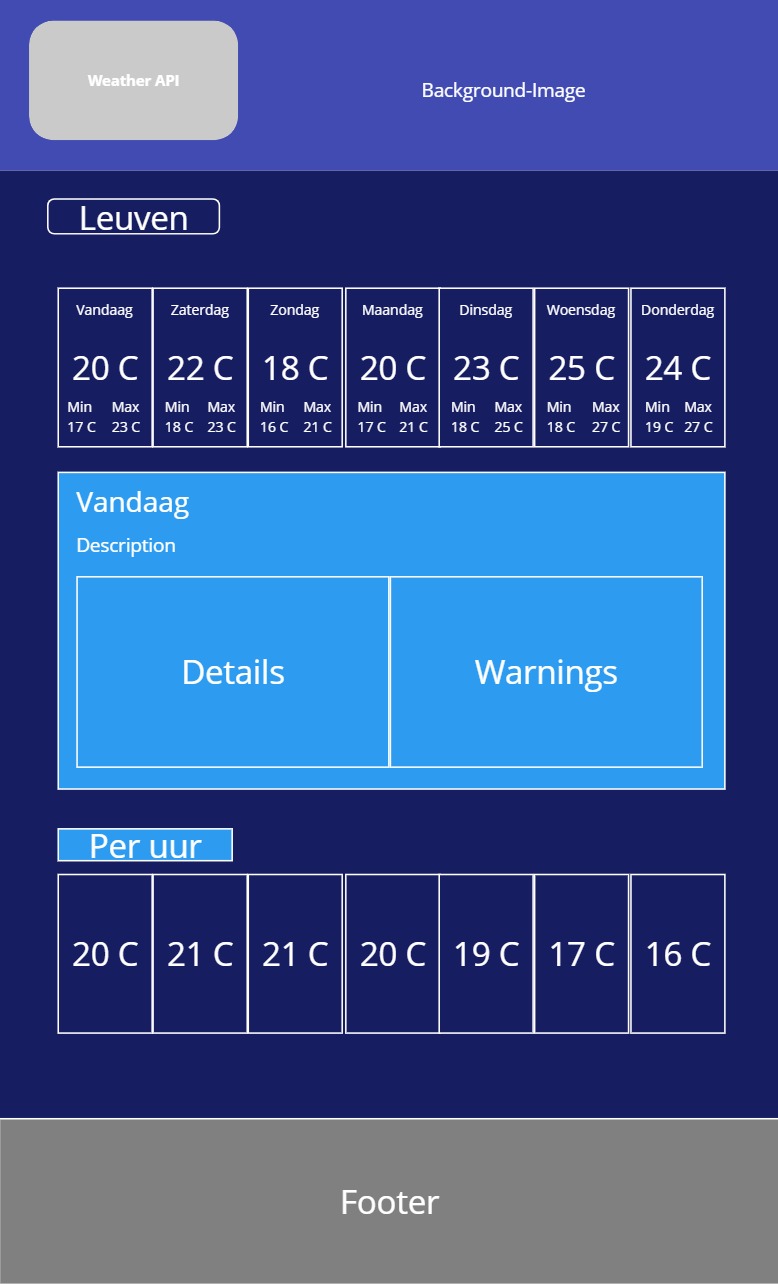 Weather API
Background-Image
Leuven
Vandaag Zaterdag Zondag Maandag Dinsdag Woensdag Donderdag
20 C 22 C 18 C 20 C 23 C 25 C 24 C
Min Max Min Max Min Max Min Max Min Max Min Max Min Max
17 C 23 C 18 C 23 C 16 C 21 C 17 C 21 C 18 C 25 C 18 C 27 C 19 C 27 C
Vandaag
Description
Details Warnings
Per uur
20 C 21 C 21 C 20 C 19 C 17 C 16 C
Footer